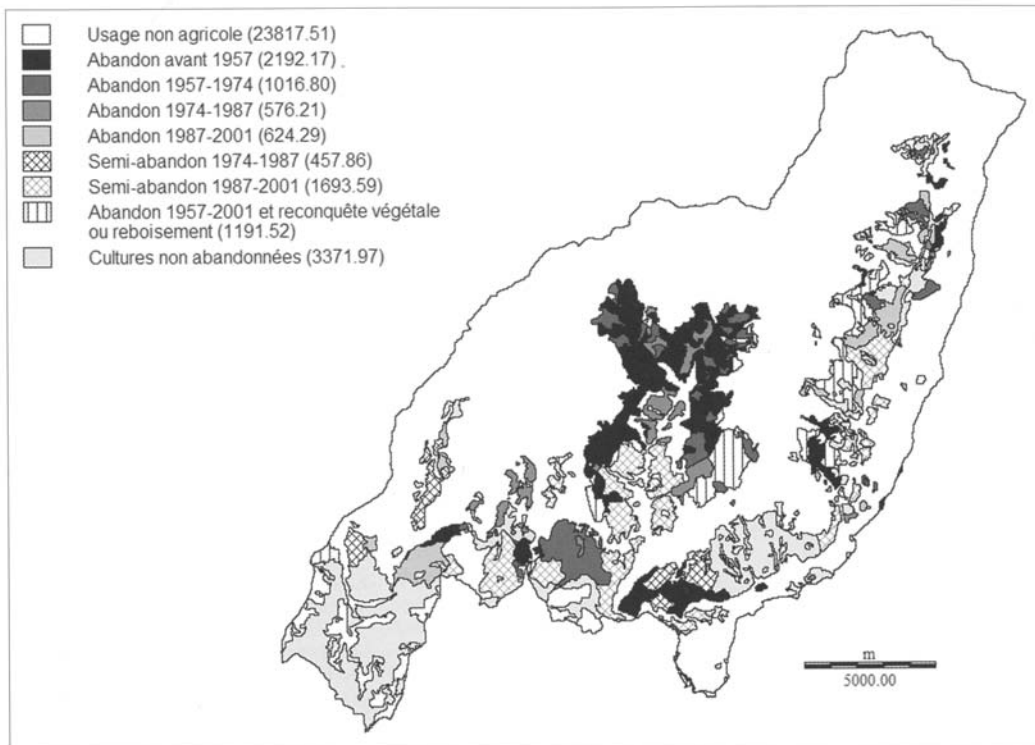 Usage non agricole (23817.51)
Abandon avant 1957 (2192.17)
Abandon 1957-1974 (1016.80)
Abandon 1974-1987 (576.21)
Abandon 1987-2001 (624.29)
Semi-abandon 1974-1987 (457.86)
Semi-abandon 1987-2001 (1693.59)
Abandon 1957-2001 et reconquête végétale
ou reboisement (1191.52)
Cultures non abandonnées (3371.97)
m
5000.00